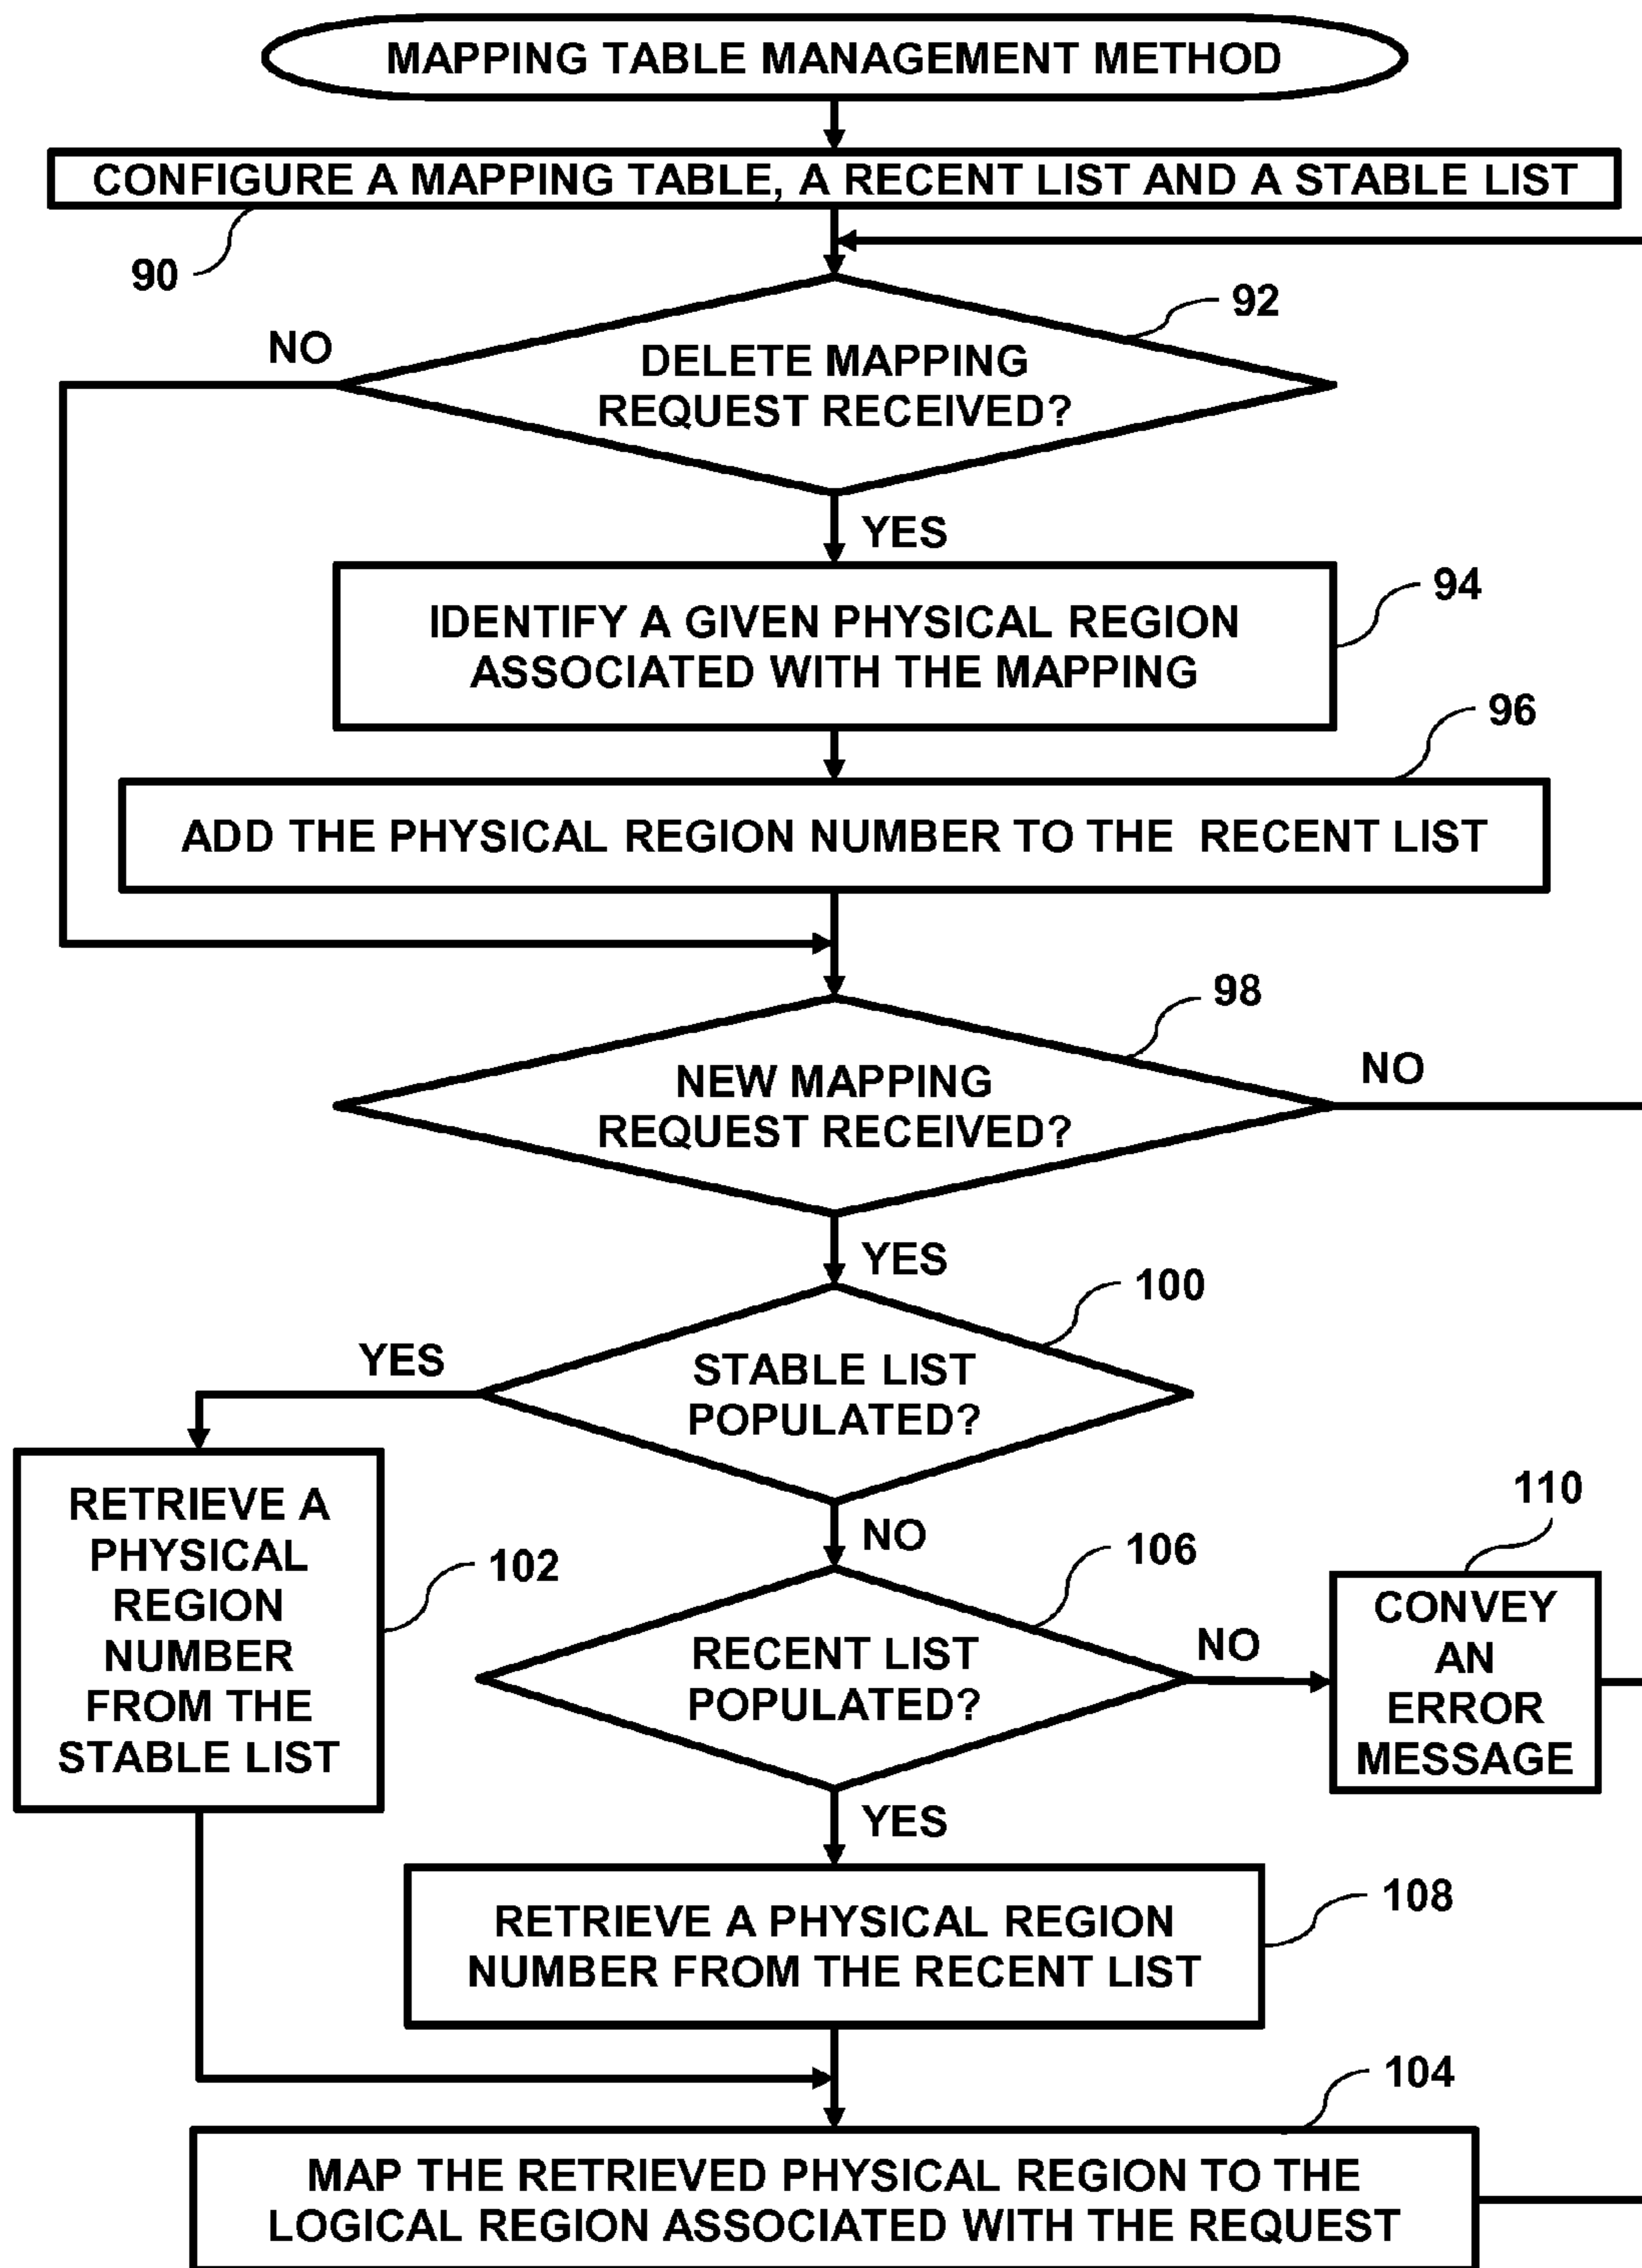 MAPPING TABLE MANAGEMENT METHOD
CONFIGURE A MAPPING TABLE, A RECENT LIST AND A STABLE LIST
90
92
NO
DELETE MAPPING
REQUEST RECEIVED?
YES
94
IDENTIFY A GIVEN PHYSICAL REGION
ASSOCIATED WITH THE MAPPING
96
ADD THE PHYSICAL REGION NUMBER TO THE RECENT LIST
98
NEW MAPPING
REQUEST RECEIVED?
NO
YES
100
YES
STABLE LIST
POPULATED?
RETRIEVE A
PHYSICAL
REGION
NUMBER
FROM THE
STABLE LIST
102
NO
106
RECENT LIST
POPULATED?
NO
110
CONVEY
AN
ERROR
MESSAGE
YES
108
RETRIEVE A PHYSICAL REGION
NUMBER FROM THE RECENT LIST
104
MAP THE RETRIEVED PHYSICAL REGION TO THE
LOGICAL REGION ASSOCIATED WITH THE REQUEST